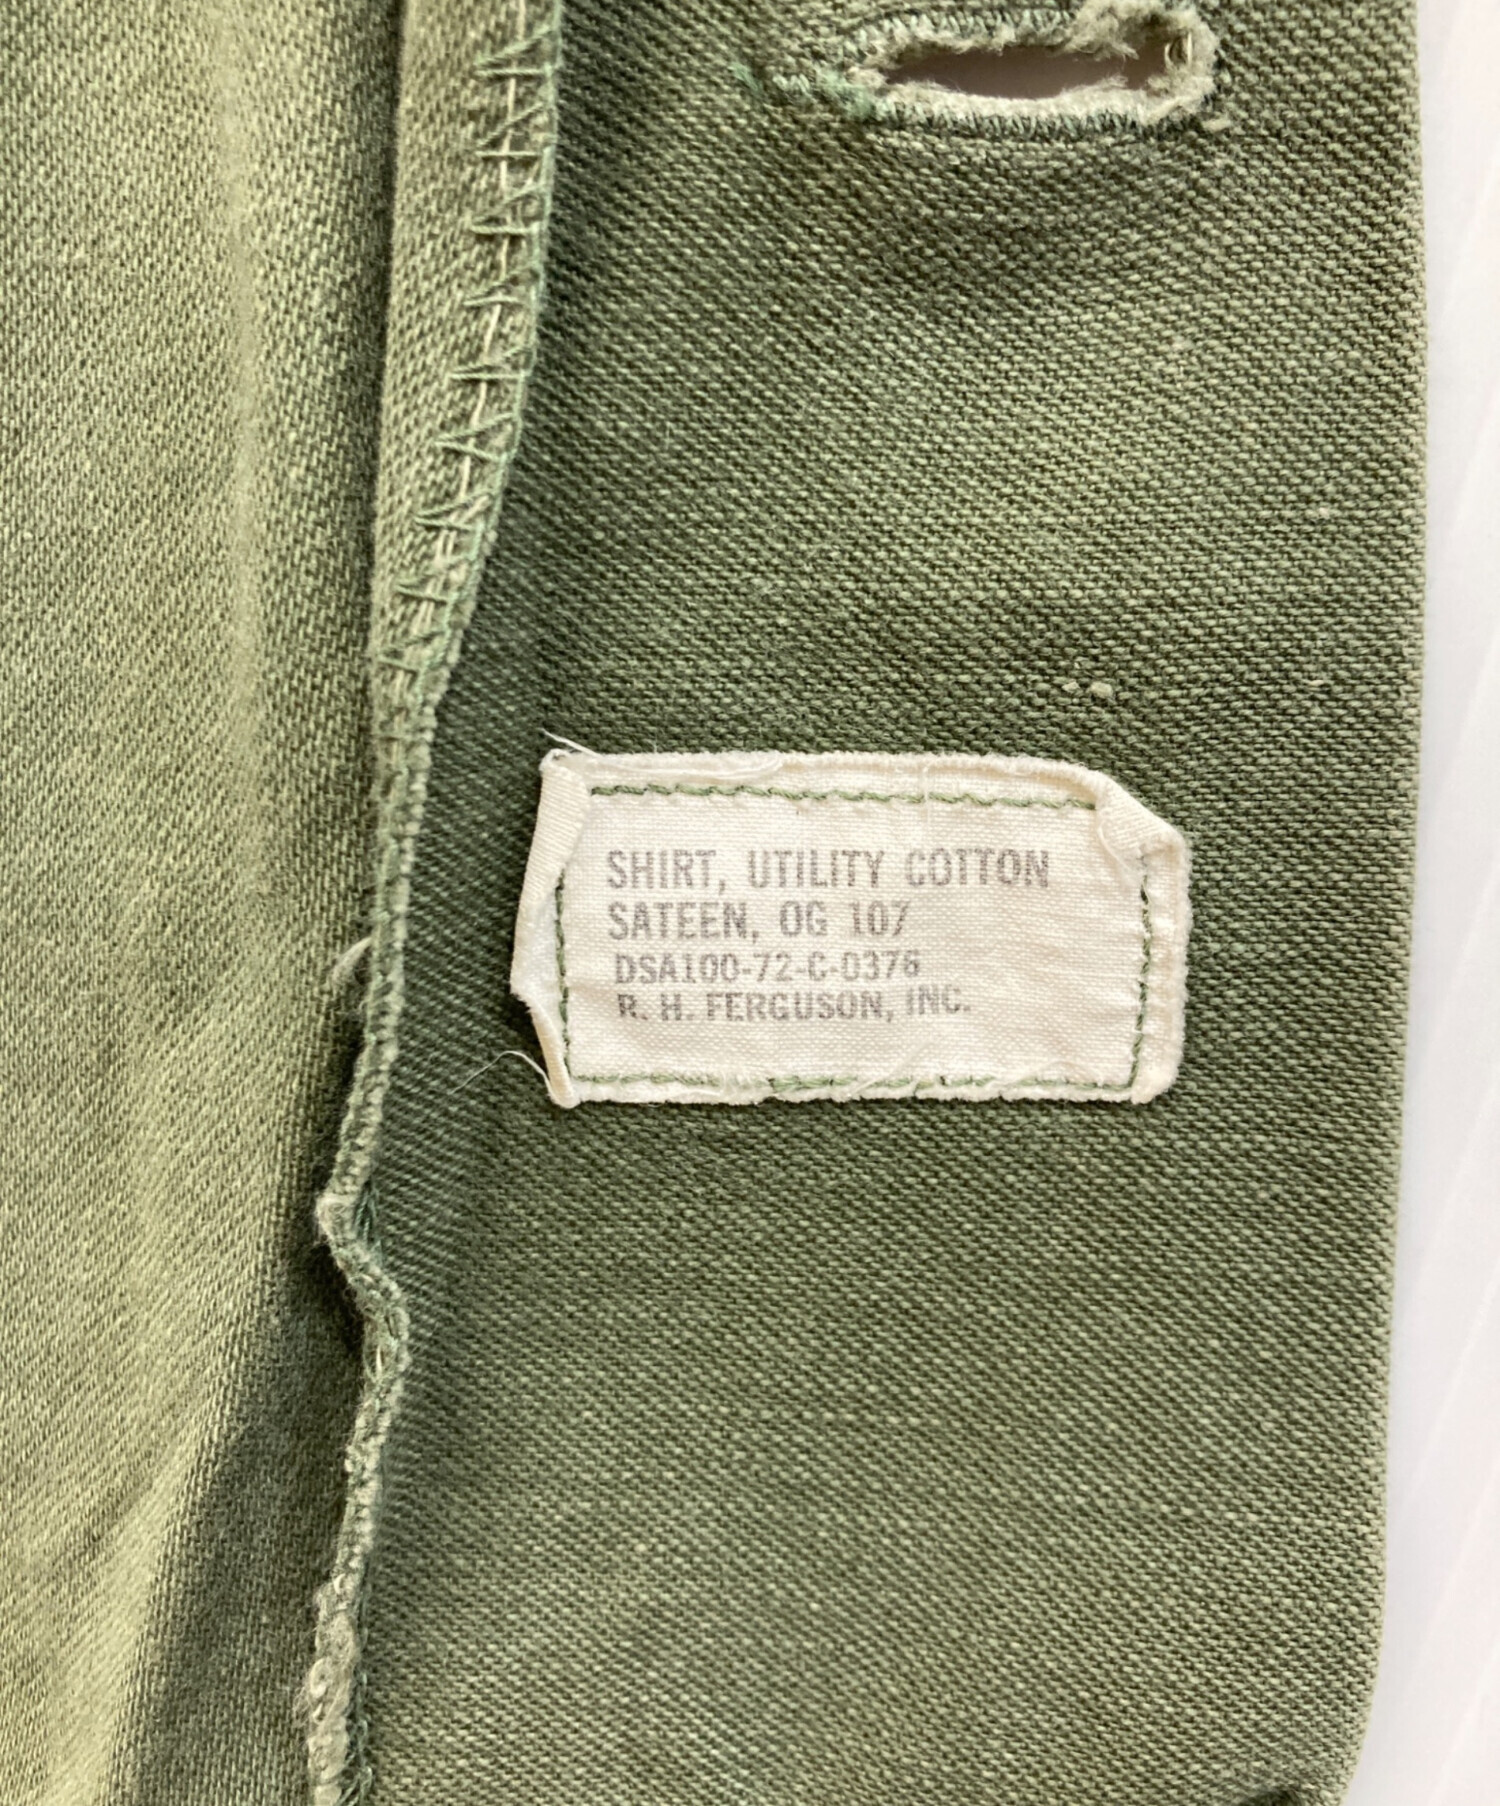 SHIRT, UTILITY COTTON
SATEEN, OG 107
DSA100-72-C-0376
R. H. FERGUSON, INC.